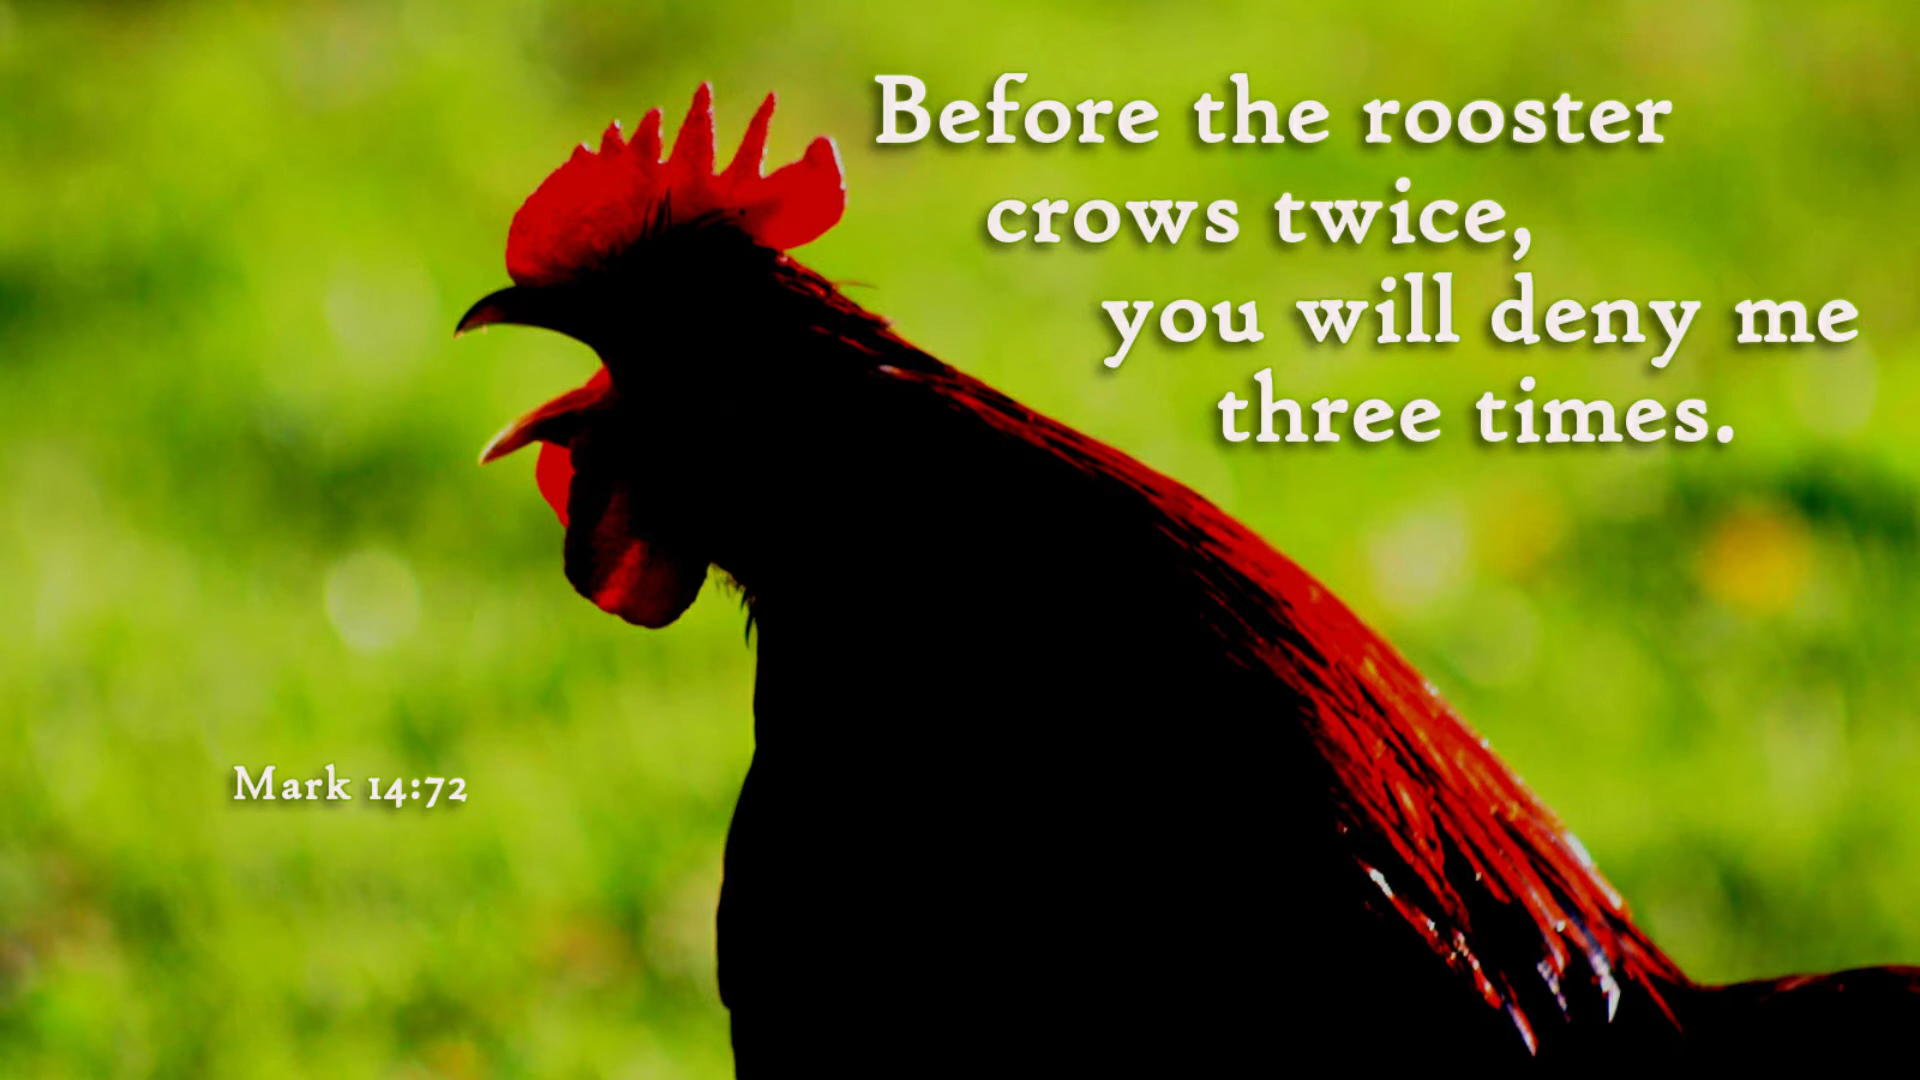 Before the rooster
crows twice,
you will deny me
three times.
Mark 14:72